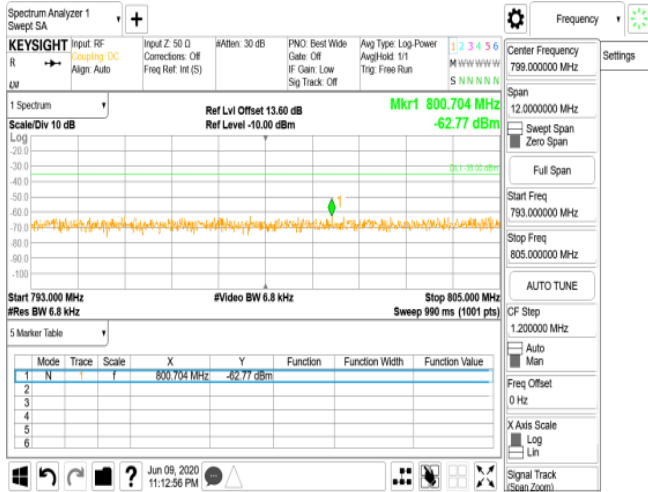 Spectrum Analyzer 1
Swept SA
+
Frequency
KEYSIGHT
R
Input: RF
Coupling: DC
Align: Auto
Input Z: 50 Ω
Corrections: Off
Freq Ref: Int (S)
#Atten: 30 dB
PNO: Best Wide
Gate: Off
IF Gain: Low
Sig Track: Off
Avg Type: Log-Power
Avg|Hold: 1/1
Trig: Free Run
1 2 3 4 5 6
M W W W W W
S N N N N N
1 Spectrum
Scale/Div 10 dB
Ref Lvl Offset 13.60 dB
Ref Level -10.00 dBm
Mkr1 800.704 MHz
-62.77 dBm
Log
-20.0
-30.0
-40.0
-50.0
-60.0
-70.0
-80.0
-90.0
-100
DL1 -35.00 dBm
1
Start 793.000 MHz
#Res BW 6.8 kHz
#Video BW 6.8 kHz
Stop 805.000 MHz
Sweep 990 ms (1001 pts)
5 Marker Table
Mode Trace Scale X Y Function Function Width Function Value
1 N 1 f 800.704 MHz -62.77 dBm
2
3
4
5
6
?
Jun 09, 2020
11:12:56 PM
Center Frequency
799.000000 MHz
Settings
Span
12.0000000 MHz
Swept Span
Zero Span
Full Span
Start Freq
793.000000 MHz
Stop Freq
805.000000 MHz
AUTO TUNE
CF Step
1.200000 MHz
Auto
Man
Freq Offset
0 Hz
X Axis Scale
Log
Lin
Signal Track
(Span Zoom)